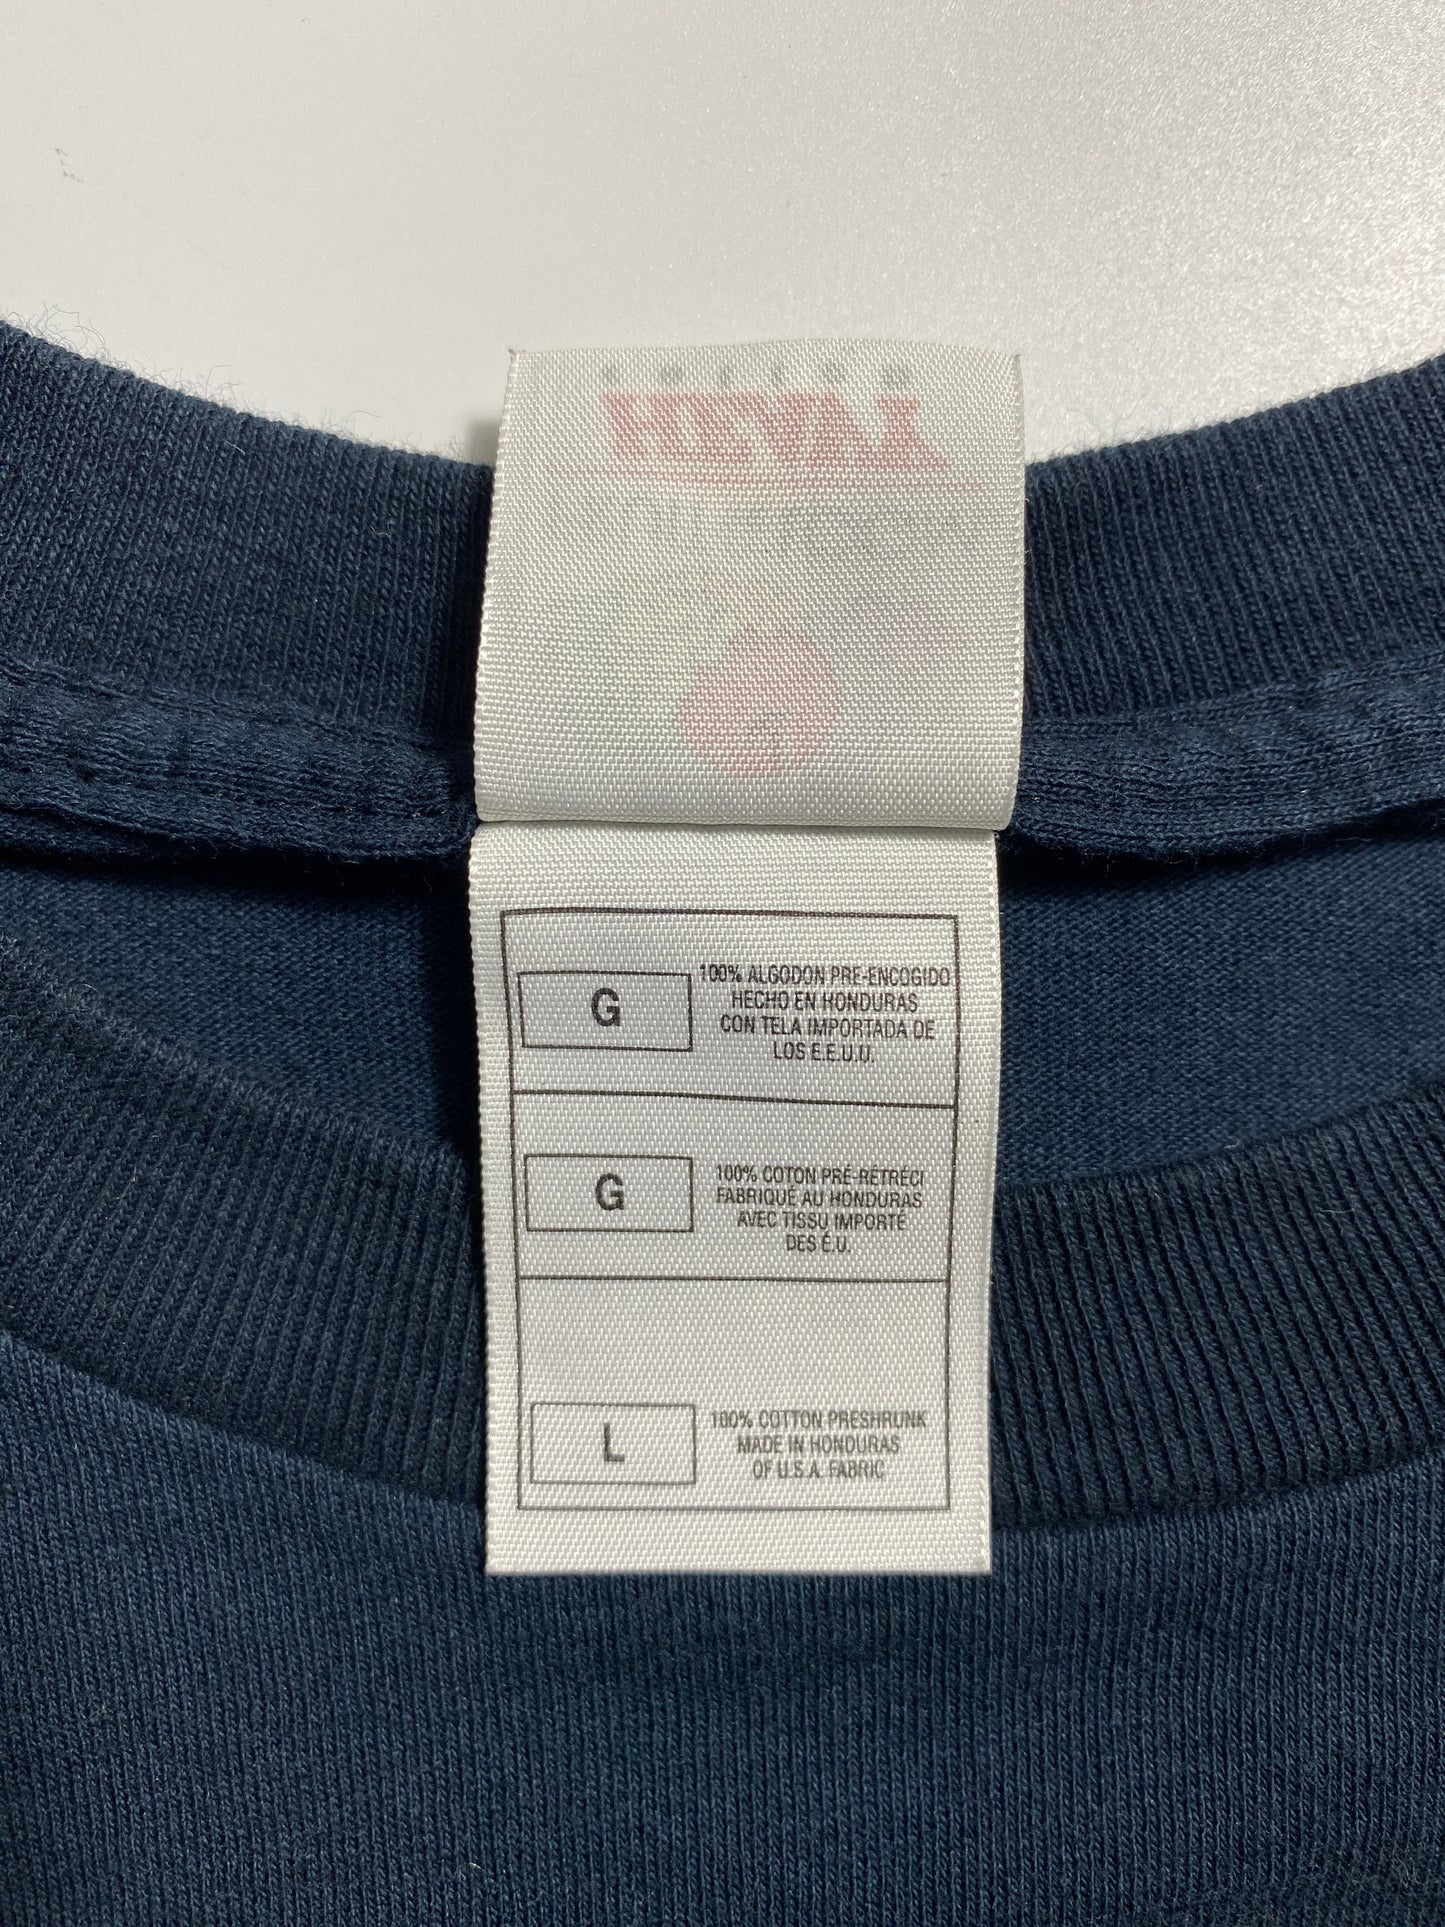 HEVAY
G
100% ALGODON PRE-ENCOGIDO
HECHO EN HONDURAS
CON TELA IMPORTADA DE
LOS E.E.U.U.
G
100% COTON PRÉ-RÉTRÉCI
FABRIQUÉ AU HONDURAS
AVEC TISSU IMPORTÉ
DES É.U.
L
100% COTTON PRESHRUNK
MADE IN HONDURAS
OF U.S.A. FABRIC